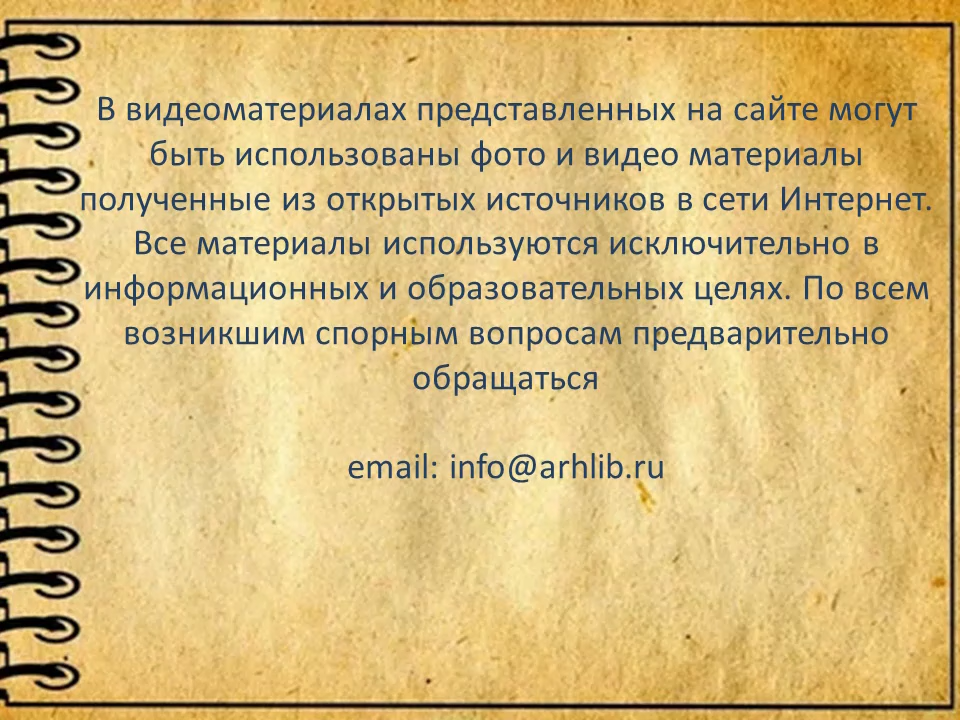 В видеоматериалах представленных на сайте могут
быть использованы фото и видео материалы
полученные из открытых источников в сети Интернет.
Все материалы используются исключительно в
информационных и образовательных целях. По всем
возникшим спорным вопросам предварительно
обращаться
email: info@arhlib.ru